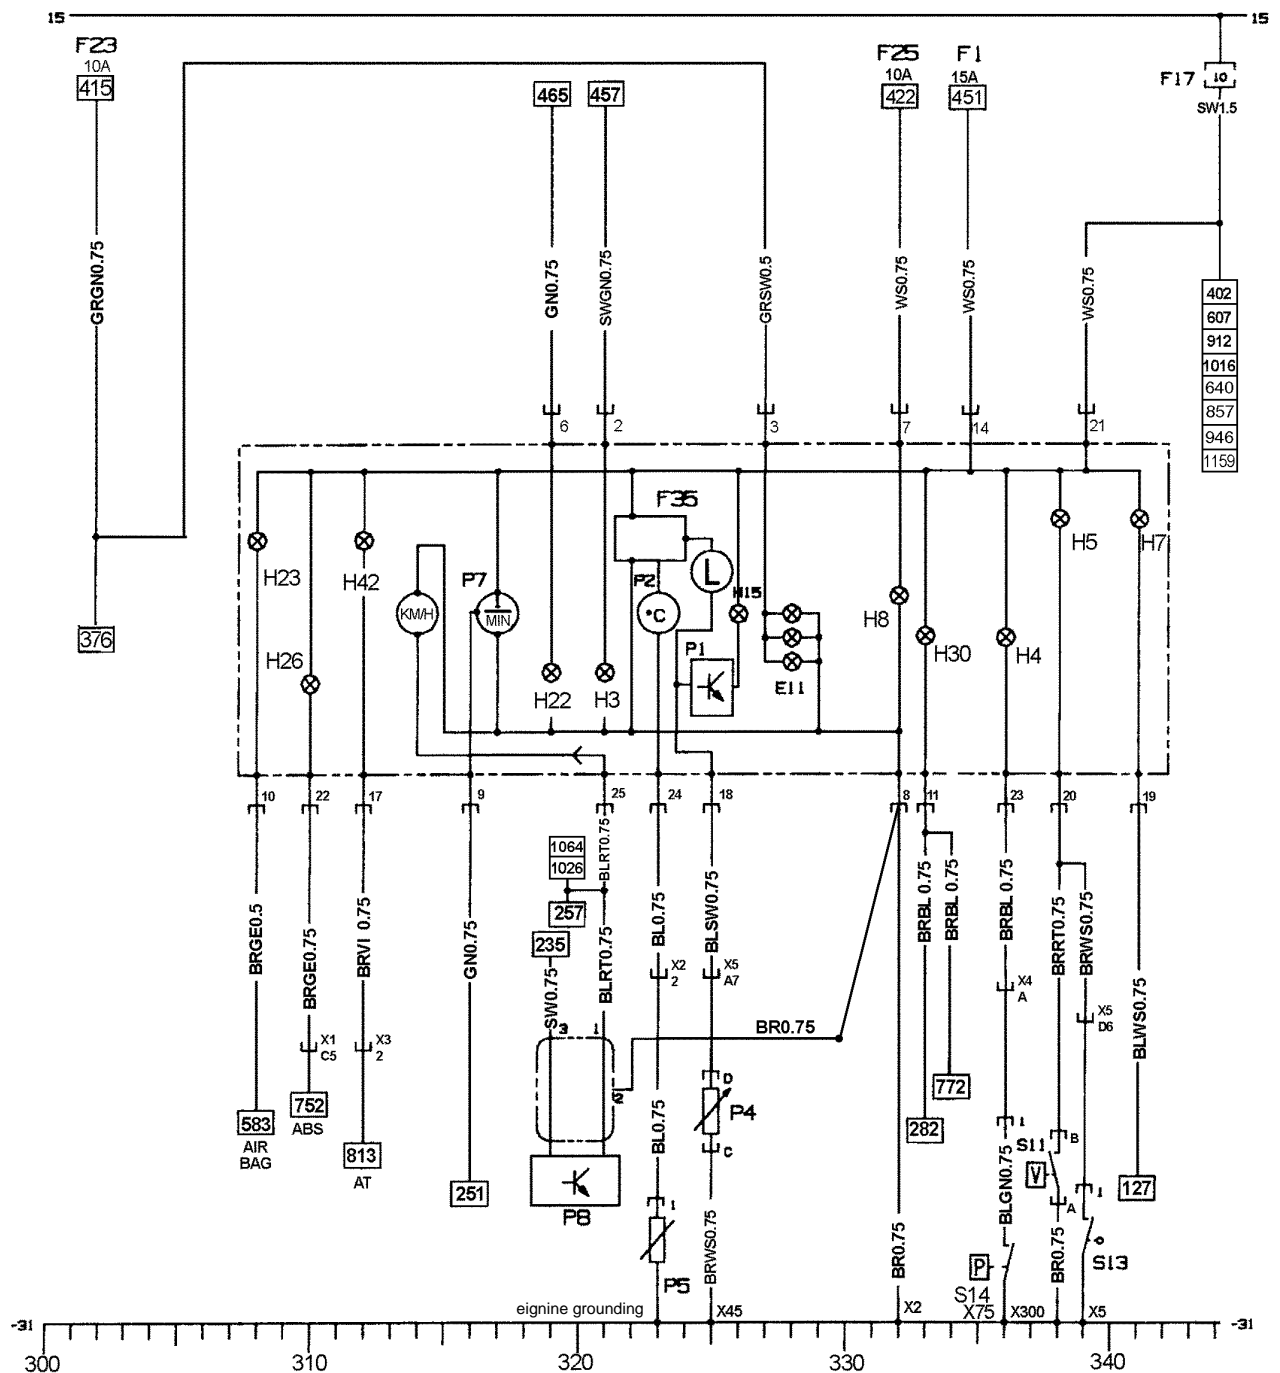 15
15
F23
10A
415
465
457
F25
10A
422
F1
15A
451
F17
10
SW1.5
GRGN0.75
GN0.75
SWGN0.75
GRSW0.5
WS0.75
WS0.75
WS0.75
402
607
912
1016
640
857
946
1159
6
2
3
7
14
21
F35
H23
H42
P7
KM/H
MIN
P2
°C
L
H15
H5
H7
H8
H30
H4
H26
376
P1
E11
H22
H3
10
22
17
9
25
24
18
8
11
23
20
19
1064
1026
257
235
BLRT0.75
BRGE0.5
BRGE0.75
BRVI 0.75
GN0.75
SW0.75
BLRT0.75
BL0.75
BLSW0.75
BRBL 0.75
BRBL 0.75
BRBL 0.75
BRRT0.75
BRWS0.75
BLWS0.75
X2
2
X5
A7
X4
A
X5
D6
X1
C5
X3
2
3
1
2
BR0.75
D
P4
C
772
282
583
AIR
BAG
752
ABS
813
AT
251
P8
BL0.75
1
P5
BRWS0.75
BR0.75
1
BLGN0.75
S11
B
V
A
BR0.75
1
S13
127
P
S14
X75
eignine grounding
X45
X2
X300
X5
-31
-31
300
310
320
330
340